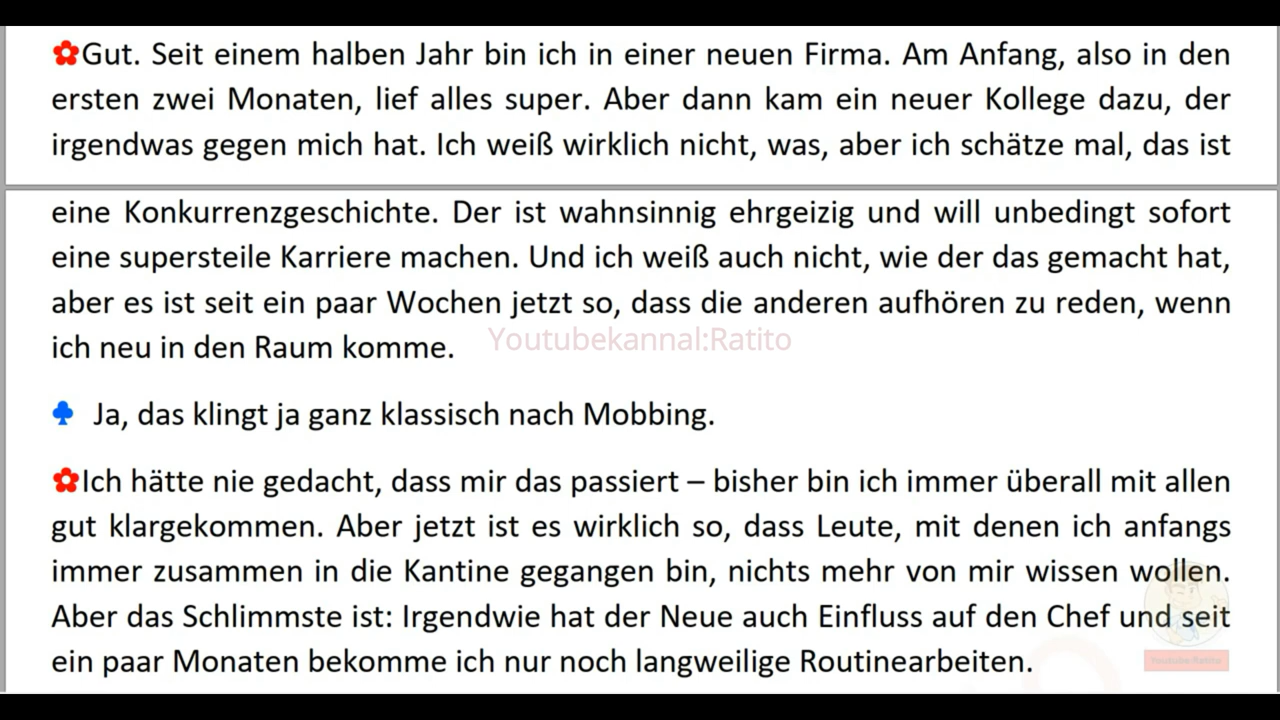 ✿Gut. Seit einem halben Jahr bin ich in einer neuen Firma. Am Anfang, also in den
ersten zwei Monaten, lief alles super. Aber dann kam ein neuer Kollege dazu, der
irgendwas gegen mich hat. Ich weiß wirklich nicht, was, aber ich schätze mal, das ist
eine Konkurrenzgeschichte. Der ist wahnsinnig ehrgeizig und will unbedingt sofort
eine supersteile Karriere machen. Und ich weiß auch nicht, wie der das gemacht hat,
aber es ist seit ein paar Wochen jetzt so, dass die anderen aufhören zu reden, wenn
ich neu in den Raum komme.
Youtubekannal:Ratito
♣ Ja, das klingt ja ganz klassisch nach Mobbing.
✿Ich hätte nie gedacht, dass mir das passiert – bisher bin ich immer überall mit allen
gut klargekommen. Aber jetzt ist es wirklich so, dass Leute, mit denen ich anfangs
immer zusammen in die Kantine gegangen bin, nichts mehr von mir wissen wollen.
Aber das Schlimmste ist: Irgendwie hat der Neue auch Einfluss auf den Chef und seit
ein paar Monaten bekomme ich nur noch langweilige Routinearbeiten.
Youtube:Ratito